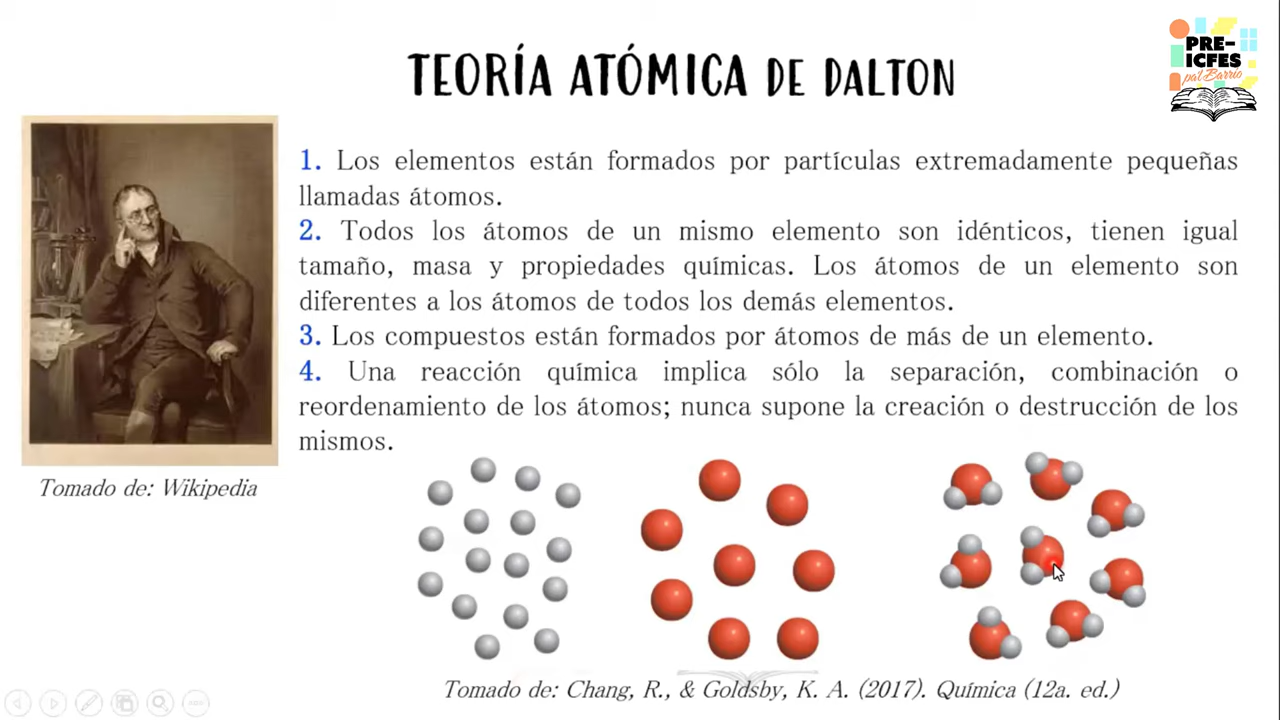 PRE-
ICFES
pa'l Barrio
TEORÍA ATÓMICA DE DALTON
1. Los elementos están formados por partículas extremadamente pequeñas
llamadas átomos.
2. Todos los átomos de un mismo elemento son idénticos, tienen igual
tamaño, masa y propiedades químicas. Los átomos de un elemento son
diferentes a los átomos de todos los demás elementos.
3. Los compuestos están formados por átomos de más de un elemento.
4. Una reacción química implica sólo la separación, combinación o
reordenamiento de los átomos; nunca supone la creación o destrucción de los
mismos.
Tomado de: Wikipedia
Tomado de: Chang, R., & Goldsby, K. A. (2017). Química (12a. ed.)